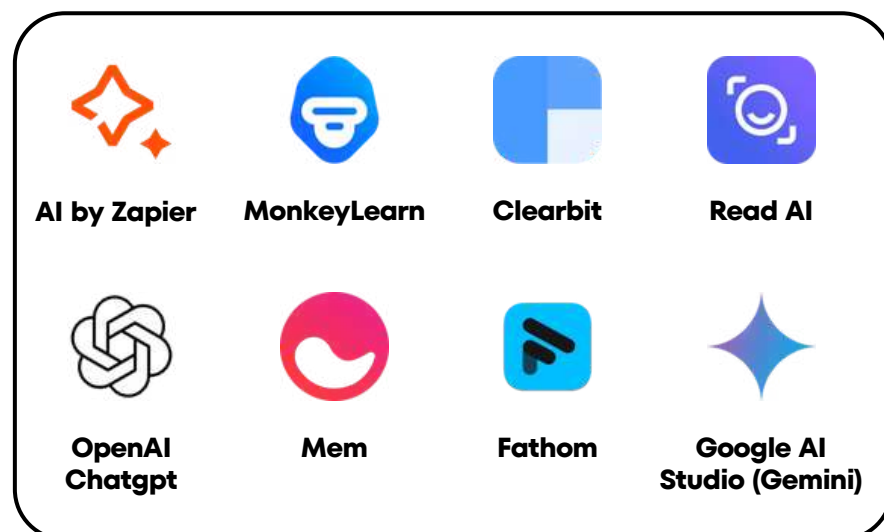 AI by Zapier
MonkeyLearn
Clearbit
Read AI
OpenAI
Chatgpt
Mem
Fathom
Google AI
Studio (Gemini)